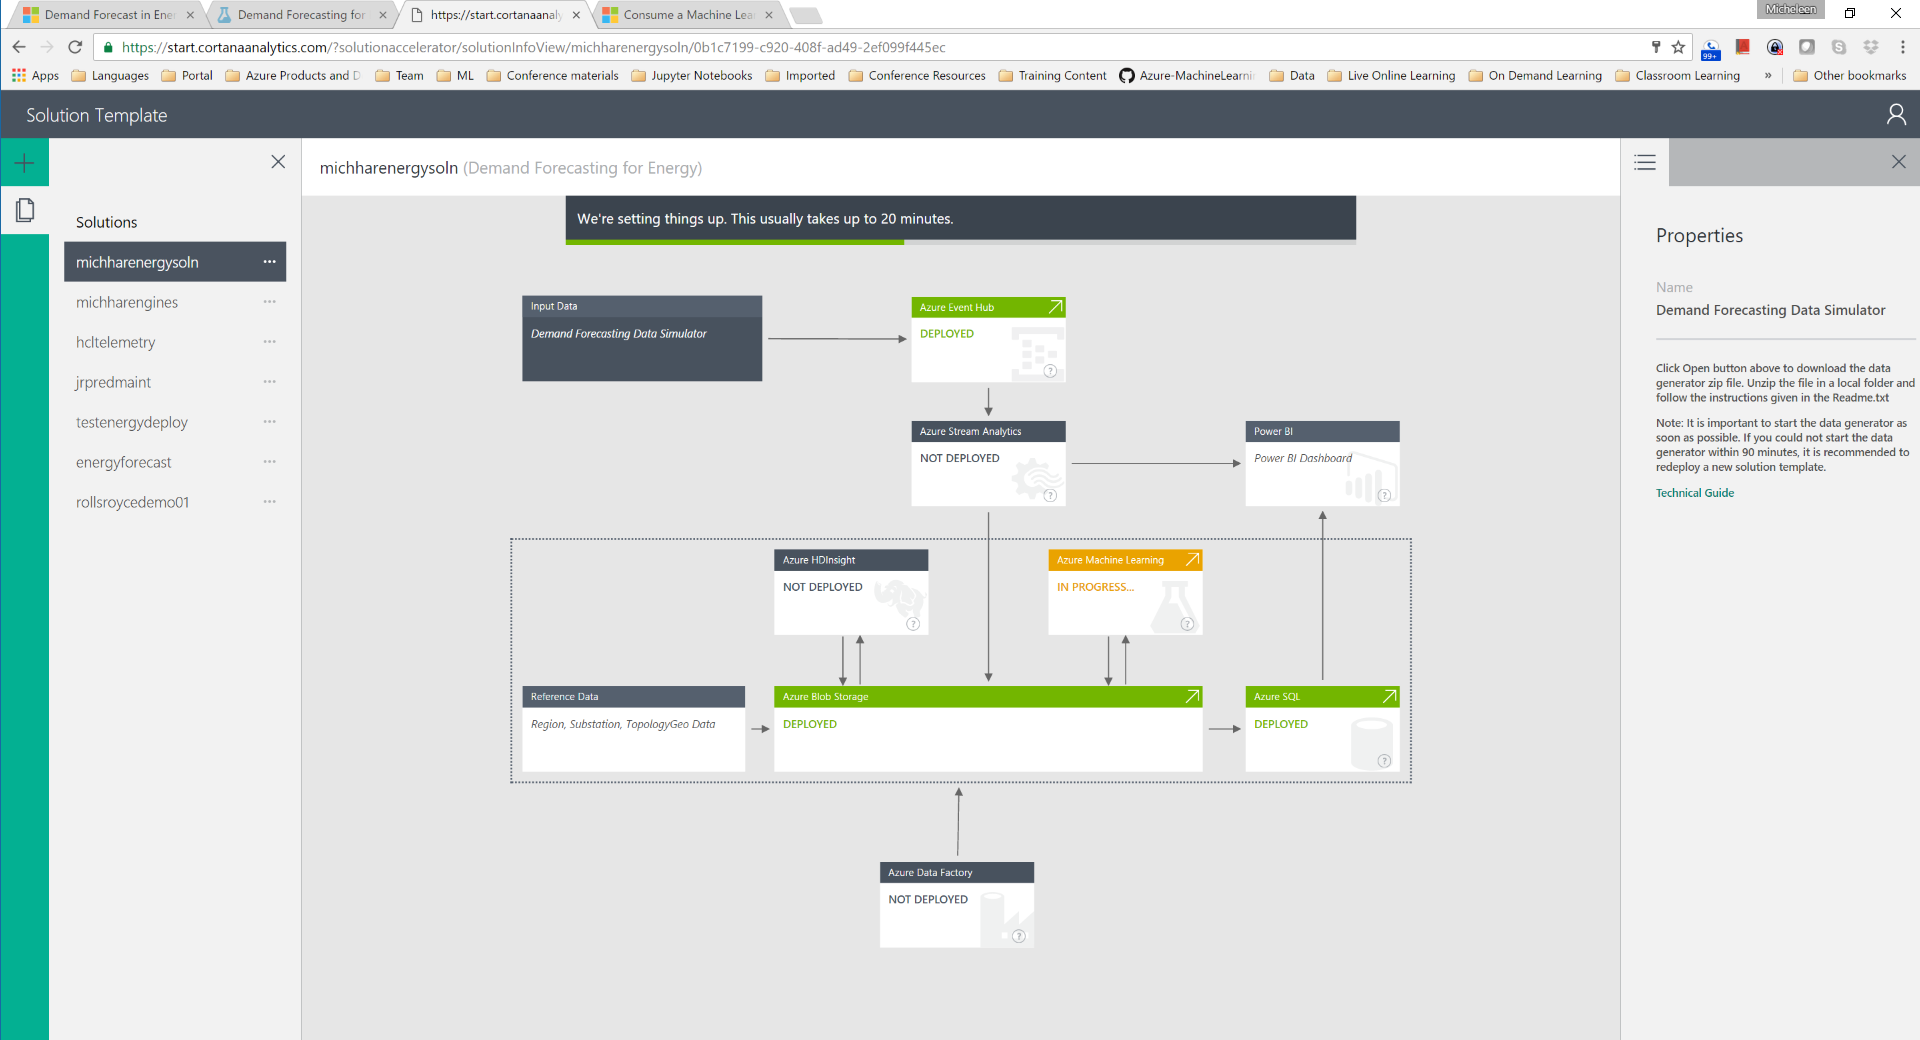 Demand Forecast in Ener
Demand Forecasting for
https://start.cortanaanaly
Consume a Machine Lea
Micheleen
https://start.cortanaanalytics.com/?solutionaccelerator/solutionInfoView/michharenergysoln/0b1c7199-c920-408f-ad49-2ef099f445ec
99+
Apps
Languages
Portal
Azure Products and D
Team
ML
Conference materials
Jupyter Notebooks
Imported
Conference Resources
Training Content
Azure-MachineLearni
Data
Live Online Learning
On Demand Learning
Classroom Learning
»
Other bookmarks
Solution Template
Solutions
michharenergysoln ...
michharengines ...
hcltelemetry ...
jrpredmaint ...
testenergydeploy ...
energyforecast ...
rollsroycedemo01 ...
michharenergysoln (Demand Forecasting for Energy)
We're setting things up. This usually takes up to 20 minutes.
Input Data
Demand Forecasting Data Simulator
Azure Event Hub
DEPLOYED
?
Azure Stream Analytics
NOT DEPLOYED
?
Power BI
Power BI Dashboard
?
Azure HDInsight
NOT DEPLOYED
?
Azure Machine Learning
IN PROGRESS...
?
Reference Data
Region, Substation, TopologyGeo Data
Azure Blob Storage
DEPLOYED
Azure SQL
DEPLOYED
?
Azure Data Factory
NOT DEPLOYED
?
Properties
Name
Demand Forecasting Data Simulator
Click Open button above to download the data
generator zip file. Unzip the file in a local folder and
follow the instructions given in the Readme.txt
Note: It is important to start the data generator as
soon as possible. If you could not start the data
generator within 90 minutes, it is recommended to
redeploy a new solution template.
Technical Guide